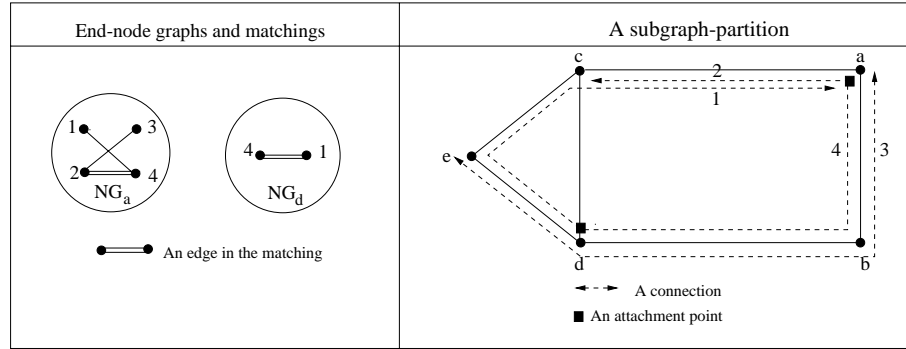 End-node graphs and matchings
1 3
2 4
NG_a
4 1
NG_d
An edge in the matching
A subgraph-partition
c a
2
1
4 3
e
d b
A connection
An attachment point